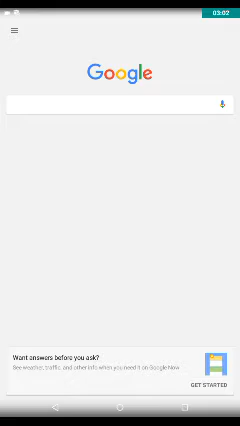 03:02
Google
Want answers before you ask?
See weather, traffic, and other info when you need it on Google Now.
GET STARTED